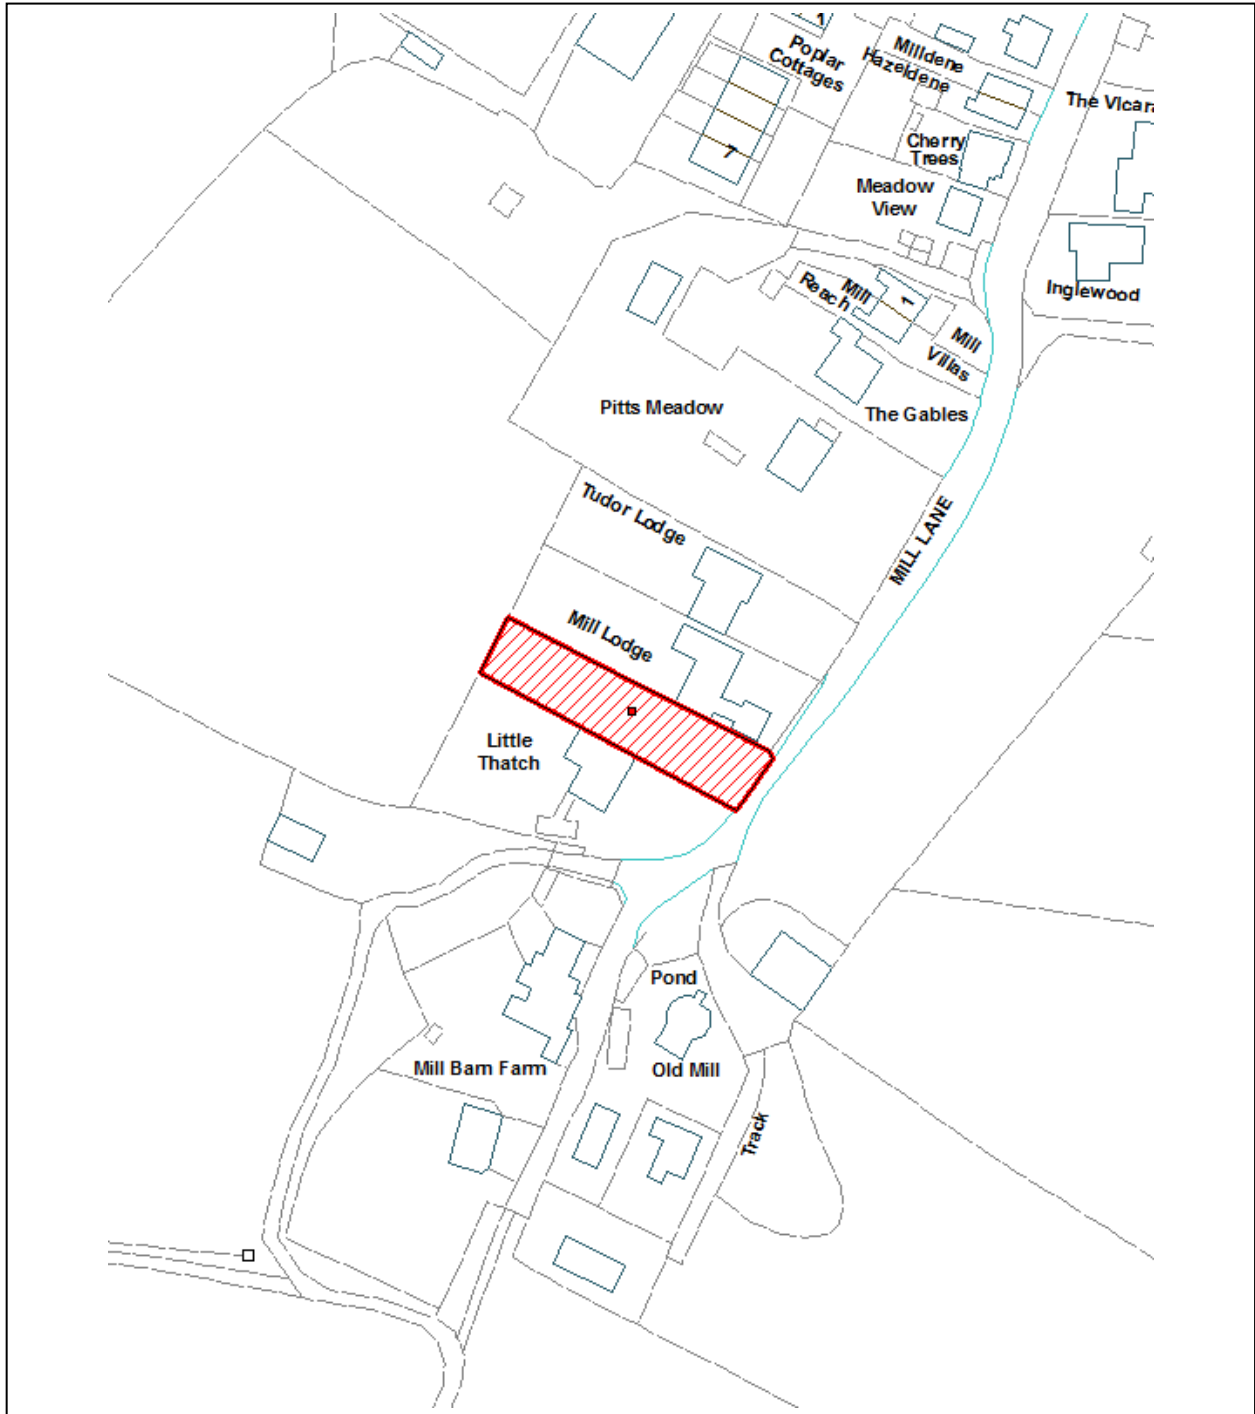 1
Poplar
Cottages
Milldene
Hazeldene
The Vicara
7
Cherry
Trees
Meadow
View
Mill
Reach
1
Inglewood
Mill
Villas
Pitts Meadow
The Gables
Tudor Lodge
MILL LANE
Mill Lodge
Little
Thatch
Pond
Mill Barn Farm
Old Mill
Track